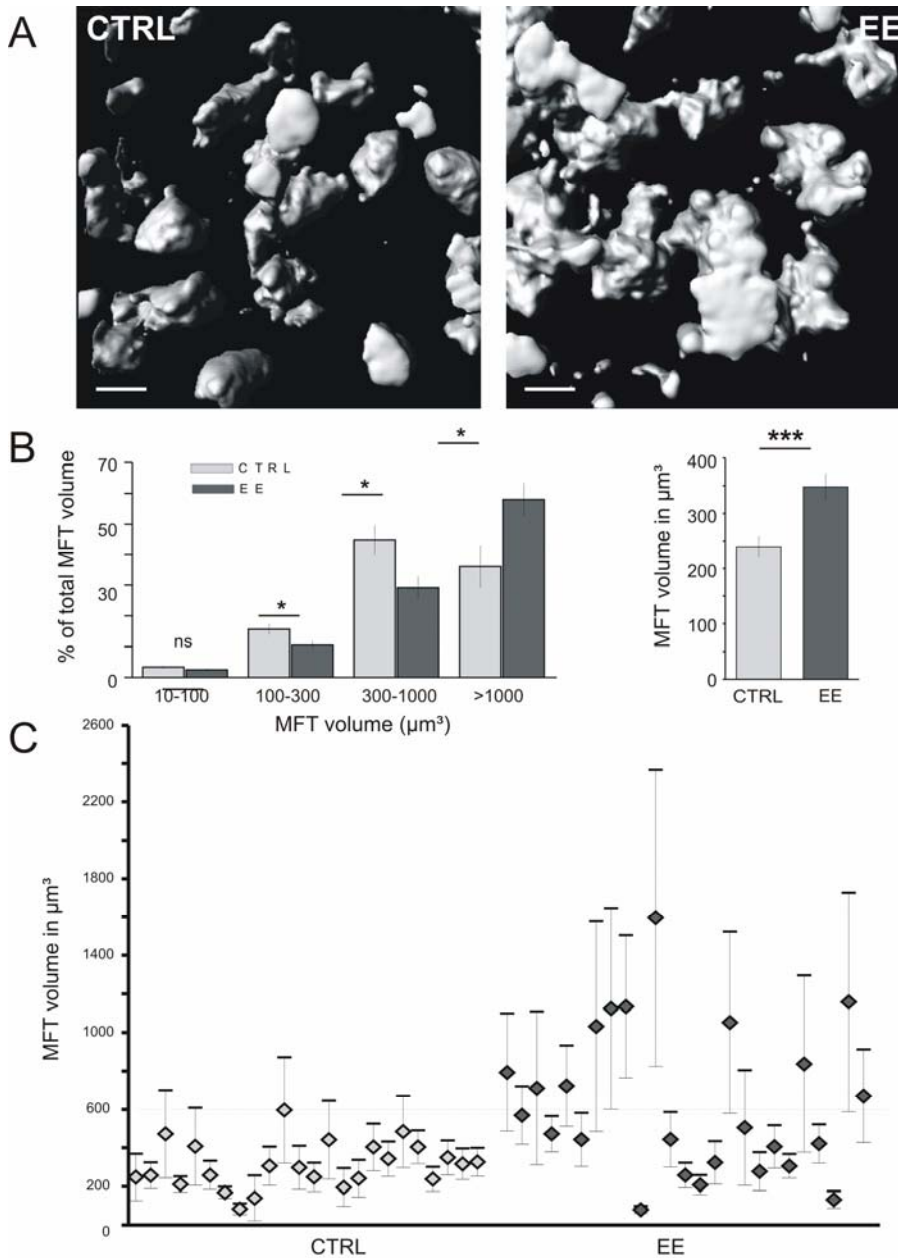 A
CTRL
EE
B
% of total MFT volume
70
50
30
0
C T R L
E E
ns
*
*
*
10-100
100-300
300-1000
>1000
MFT volume (µm³)
MFT volume in µm³
400
300
200
100
0
***
CTRL
EE
C
MFT volume in µm³
2600
2200
1800
1400
1000
600
200
0
CTRL
EE